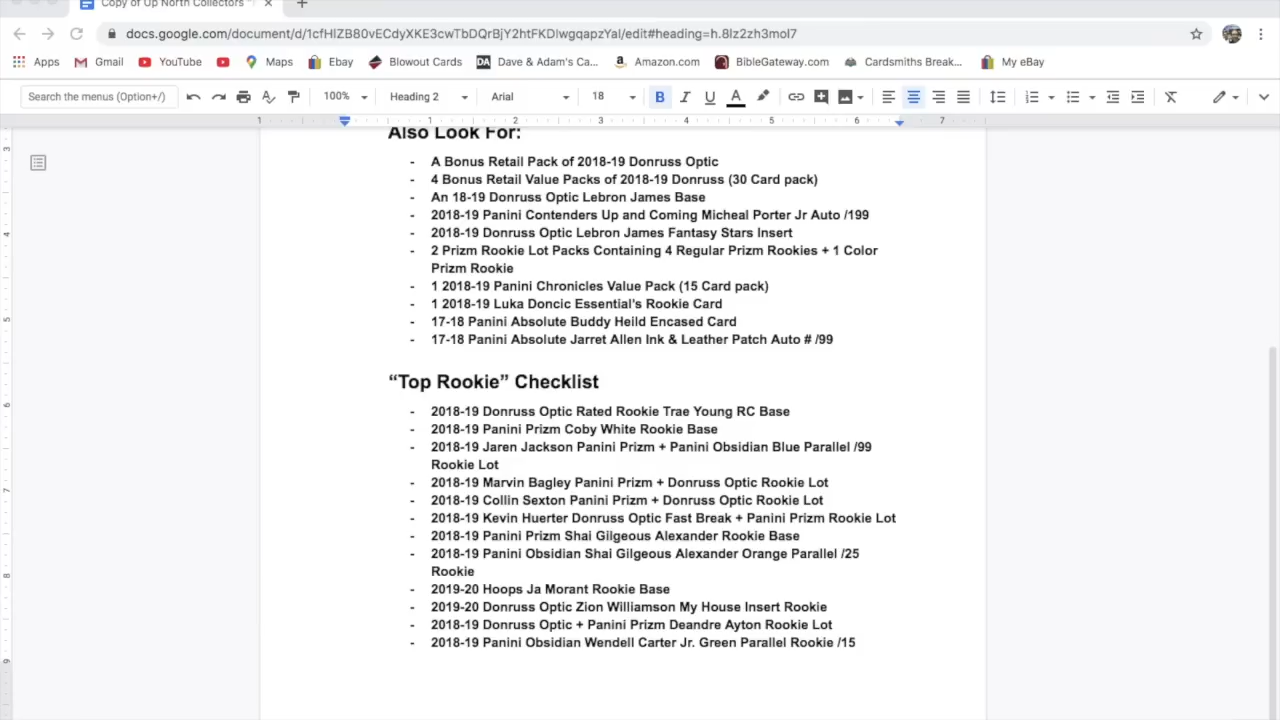 Copy of Up North Collectors "
docs.google.com/document/d/1cfHIZB80vECdyXKE3cwTbDQrBjY2htFKDlwgqapzYaI/edit#heading=h.8lz2zh3mol7
Apps Gmail YouTube Maps Ebay Blowout Cards Dave & Adam's Ca... Amazon.com BibleGateway.com Cardsmiths Break... My eBay
Search the menus (Option+/) 100% Heading 2 Arial 18 B I U A
1 1 2 3 4 5 6 7
Also Look For:
- A Bonus Retail Pack of 2018-19 Donruss Optic
- 4 Bonus Retail Value Packs of 2018-19 Donruss (30 Card pack)
- An 18-19 Donruss Optic Lebron James Base
- 2018-19 Panini Contenders Up and Coming Micheal Porter Jr Auto /199
- 2018-19 Donruss Optic Lebron James Fantasy Stars Insert
- 2 Prizm Rookie Lot Packs Containing 4 Regular Prizm Rookies + 1 Color
Prizm Rookie
- 1 2018-19 Panini Chronicles Value Pack (15 Card pack)
- 1 2018-19 Luka Doncic Essential's Rookie Card
- 17-18 Panini Absolute Buddy Heild Encased Card
- 17-18 Panini Absolute Jarret Allen Ink & Leather Patch Auto # /99
“Top Rookie” Checklist
- 2018-19 Donruss Optic Rated Rookie Trae Young RC Base
- 2018-19 Panini Prizm Coby White Rookie Base
- 2018-19 Jaren Jackson Panini Prizm + Panini Obsidian Blue Parallel /99
Rookie Lot
- 2018-19 Marvin Bagley Panini Prizm + Donruss Optic Rookie Lot
- 2018-19 Collin Sexton Panini Prizm + Donruss Optic Rookie Lot
- 2018-19 Kevin Huerter Donruss Optic Fast Break + Panini Prizm Rookie Lot
- 2018-19 Panini Prizm Shai Gilgeous Alexander Rookie Base
- 2018-19 Panini Obsidian Shai Gilgeous Alexander Orange Parallel /25
Rookie
- 2019-20 Hoops Ja Morant Rookie Base
- 2019-20 Donruss Optic Zion Williamson My House Insert Rookie
- 2018-19 Donruss Optic + Panini Prizm Deandre Ayton Rookie Lot
- 2018-19 Panini Obsidian Wendell Carter Jr. Green Parallel Rookie /15